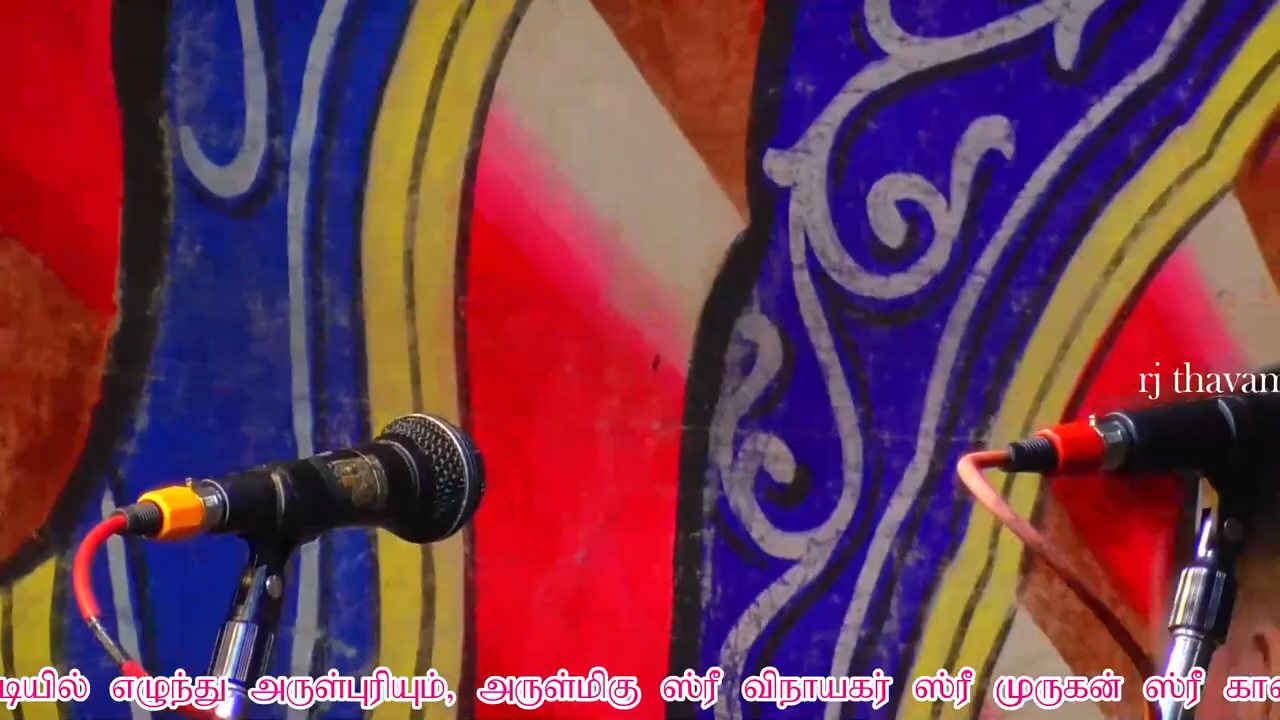 rj thavam
டியில் எழுந்து அருள்புரியும், அருள்மிகு ஸ்ரீ விநாயகர் ஸ்ரீ முருகன் ஸ்ரீ கால